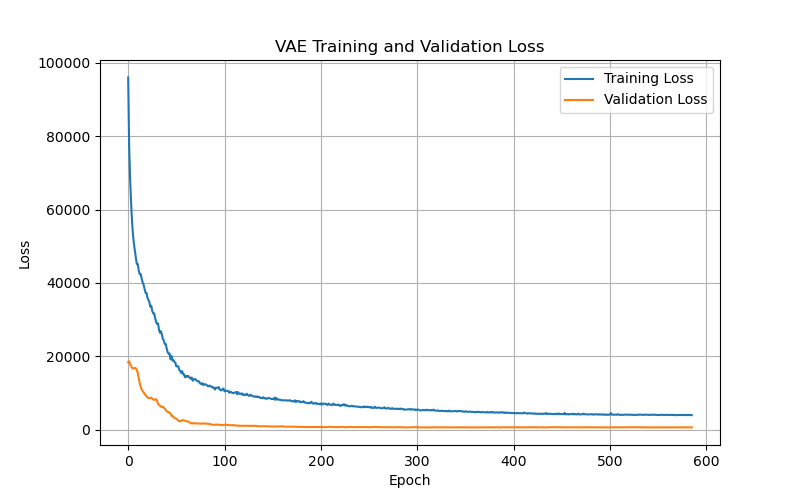 VAE Training and Validation Loss
Training Loss
Validation Loss
100000
80000
60000
40000
20000
0
Loss
0 100 200 300 400 500 600
Epoch